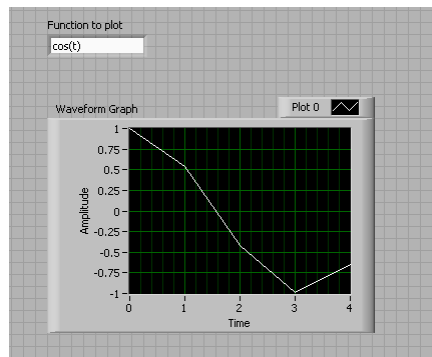 Function to plot
cos(t)
Waveform Graph
Plot 0
Amplitude
1
0.75
0.5
0.25
0
-0.25
-0.5
-0.75
-1
0 1 2 3 4
Time